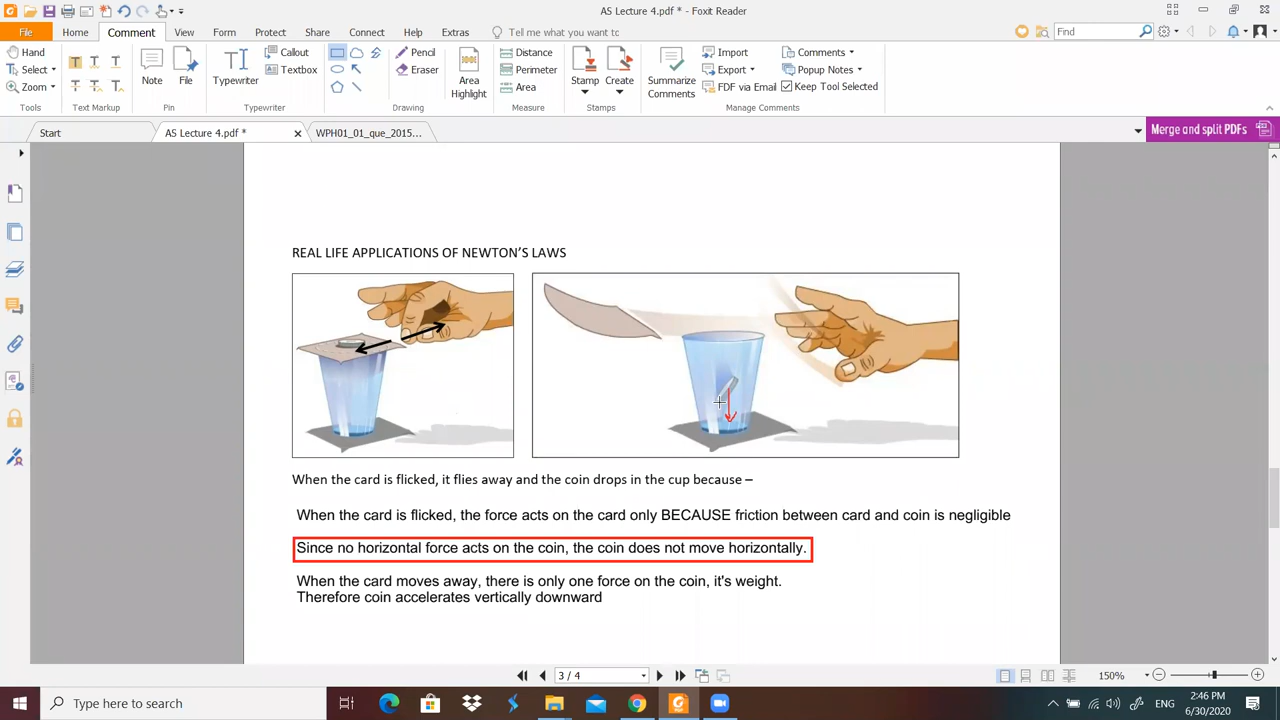 AS Lecture 4.pdf * - Foxit Reader
File Home Comment View Form Protect Share Connect Help Extras Tell me what you want to Find
Hand
Select
Zoom
Tools
Text Markup
Note
File
Pin
Typewriter
Callout
Textbox
Typewriter
Pencil
Eraser
Drawing
Area
Highlight
Distance
Perimeter
Area
Measure
Stamp
Create
Stamps
Summarize
Comments
Import
Export
FDF via Email
Comments
Popup Notes
Keep Tool Selected
Manage Comments
Start
AS Lecture 4.pdf *
WPH01_01_que_2015...
Merge and split PDFs
REAL LIFE APPLICATIONS OF NEWTON'S LAWS
When the card is flicked, it flies away and the coin drops in the cup because –
When the card is flicked, the force acts on the card only BECAUSE friction between card and coin is negligible
Since no horizontal force acts on the coin, the coin does not move horizontally.
When the card moves away, there is only one force on the coin, it's weight.
Therefore coin accelerates vertically downward
3 / 4
150%
Type here to search
ENG
2:46 PM
6/30/2020